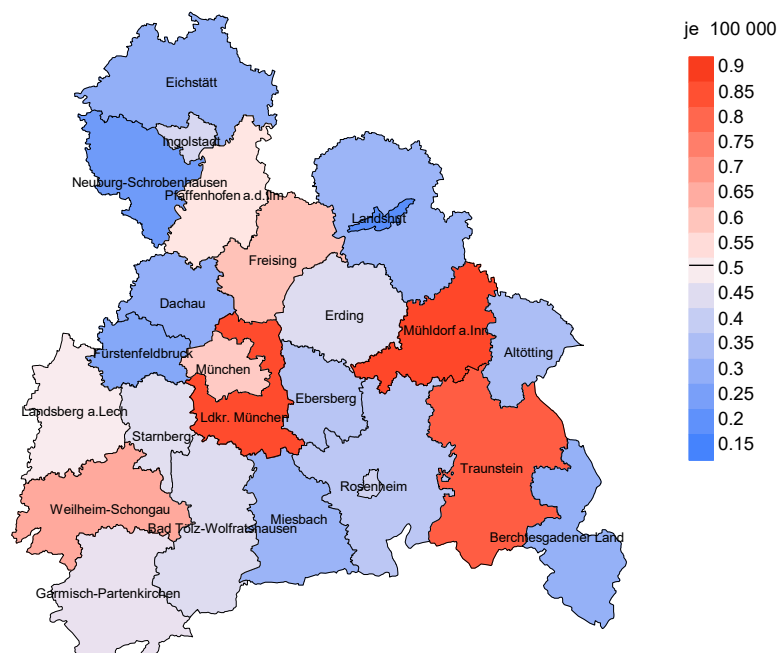 je 100 000
0.9
0.85
0.8
0.75
0.7
0.65
0.6
0.55
0.5
0.45
0.4
0.35
0.3
0.25
0.2
0.15
Eichstätt
Ingolstadt
Neuburg-Schrobenhausen
Pfaffenhofen a.d.Ilm
Landshut
Freising
Dachau
Erding
Mühldorf a.Inn
Fürstenfeldbruck
Altötting
München
Ebersberg
Landsberg a.Lech
Ldkr. München
Starnberg
Traunstein
Rosenheim
Weilheim-Schongau
Miesbach
Bad Tölz-Wolfratshausen
Berchtesgadener Land
Garmisch-Partenkirchen